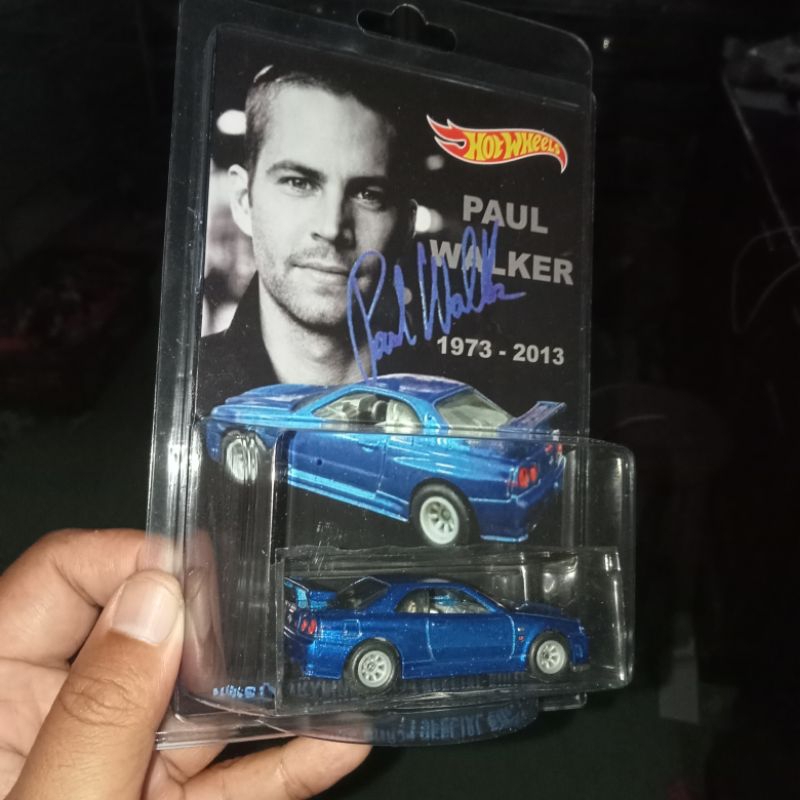 HOT WHEELS
PAUL
WALKER
Paul Walker
1973 - 2013